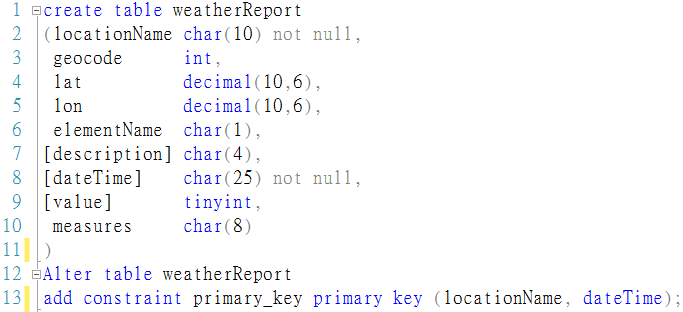 1 create table weatherReport
2 (locationName char(10) not null,
3 geocode int,
4 lat decimal(10,6),
5 lon decimal(10,6),
6 elementName char(1),
7 [description] char(4),
8 [dateTime] char(25) not null,
9 [value] tinyint,
10 measures char(8)
11 )
12 Alter table weatherReport
13 add constraint primary_key primary key (locationName, dateTime);